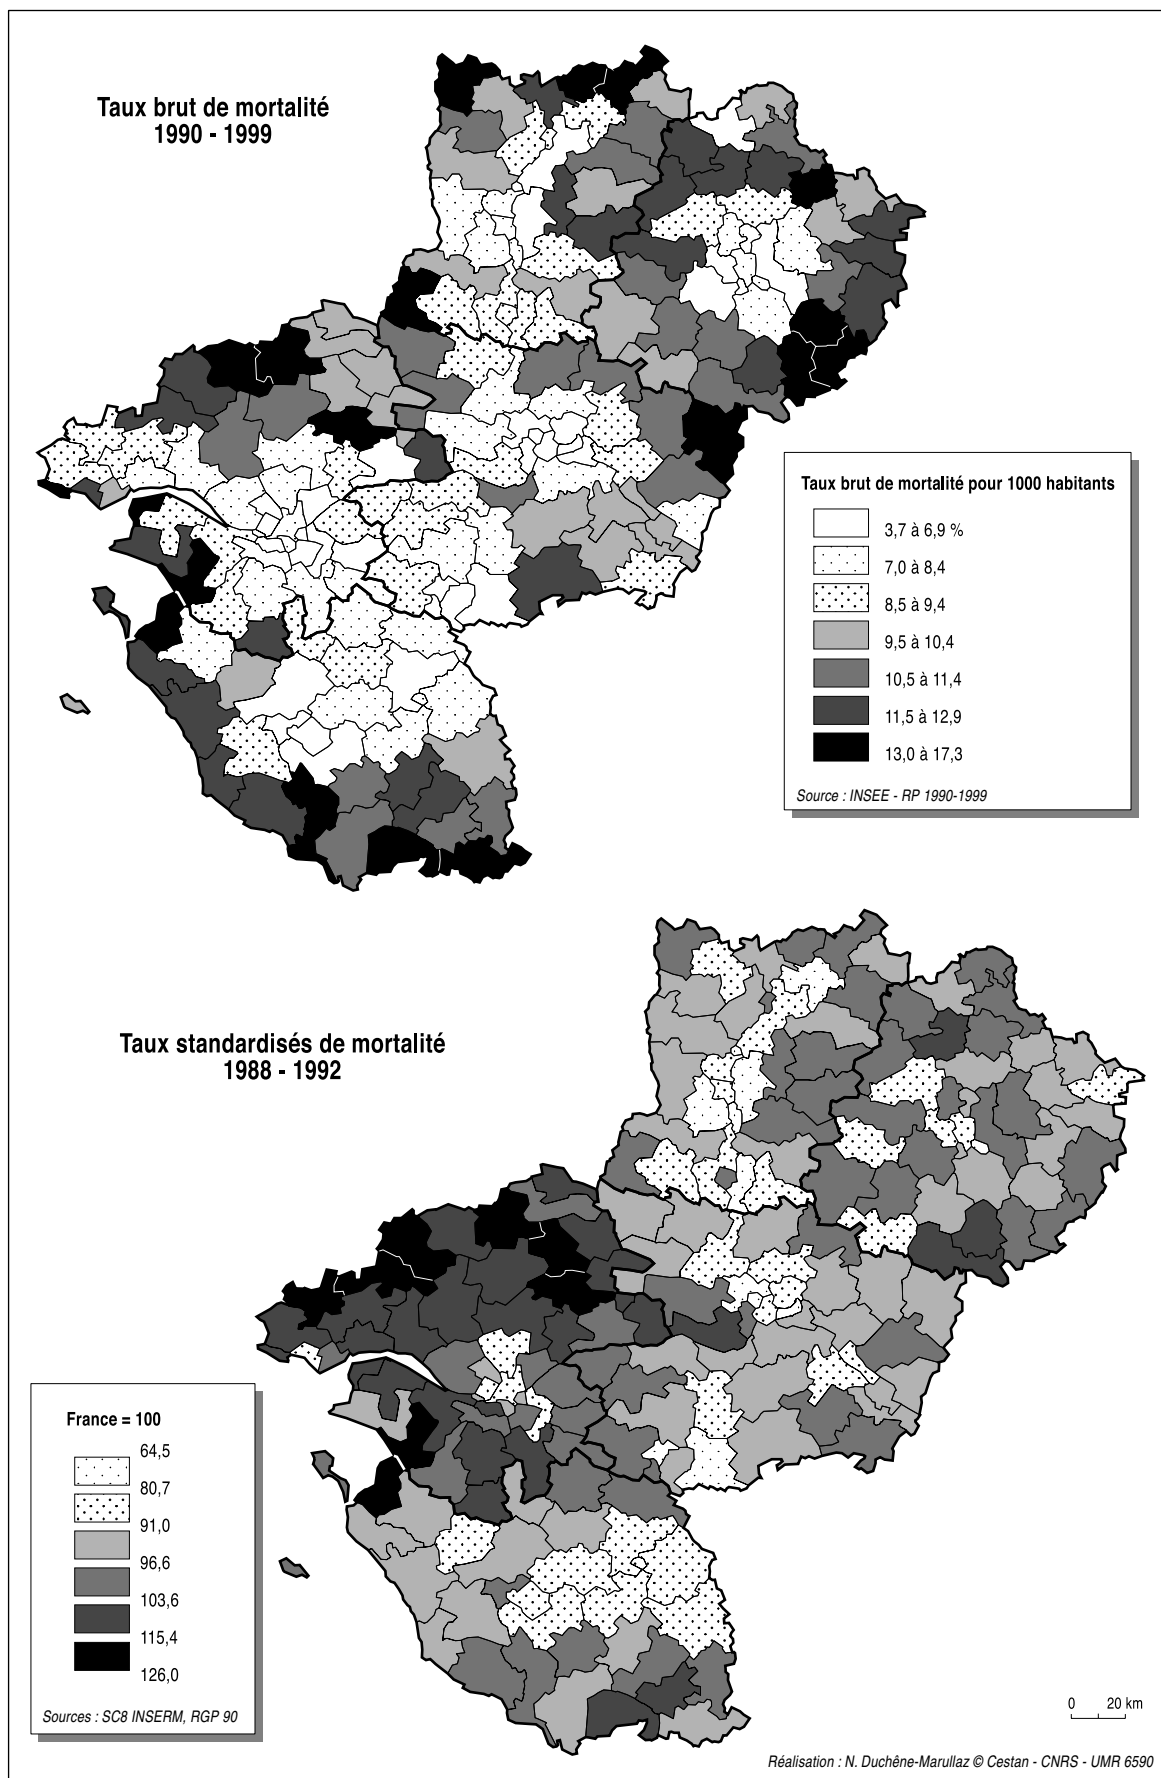 Taux brut de mortalité
1990 - 1999
Taux brut de mortalité pour 1000 habitants
3,7 à 6,9 %
7,0 à 8,4
8,5 à 9,4
9,5 à 10,4
10,5 à 11,4
11,5 à 12,9
13,0 à 17,3
Source : INSEE - RP 1990-1999
Taux standardisés de mortalité
1988 - 1992
France = 100
64,5
80,7
91,0
96,6
103,6
115,4
126,0
Sources : SC8 INSERM, RGP 90
0 20 km
Réalisation : N. Duchêne-Marullaz © Cestan - CNRS - UMR 6590